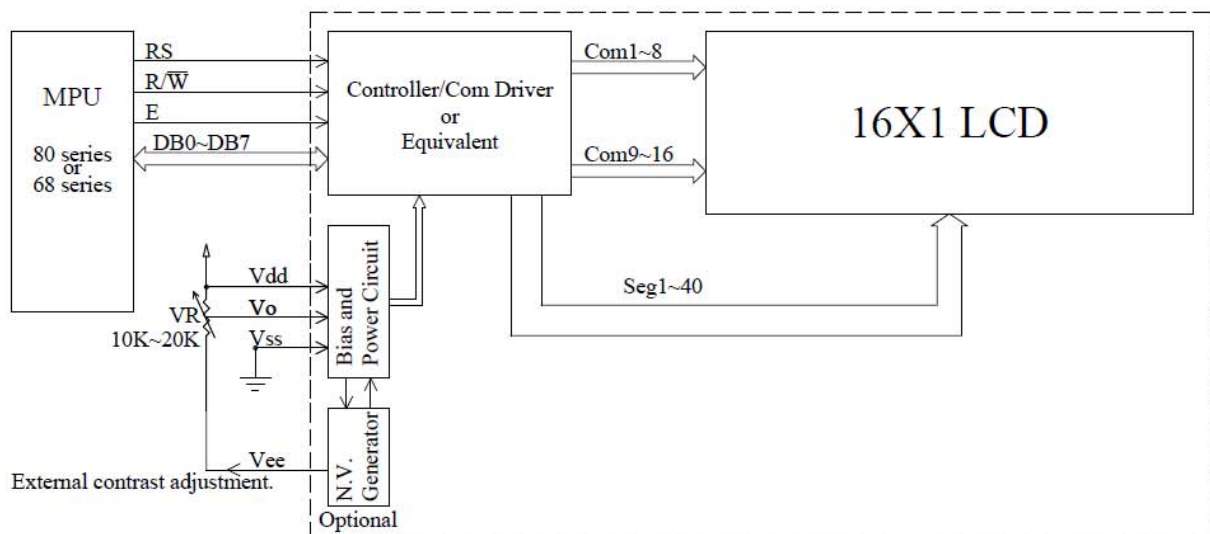 MPU
80 series
or
68 series
RS
R/W̅
E
DB0~DB7
Controller/Com Driver
or
Equivalent
Com1~8
Com9~16
16X1 LCD
Seg1~40
Vdd
Vo
Vss
VR
10K~20K
Bias and
Power Circuit
N.V.
Generator
Vee
External contrast adjustment.
Optional